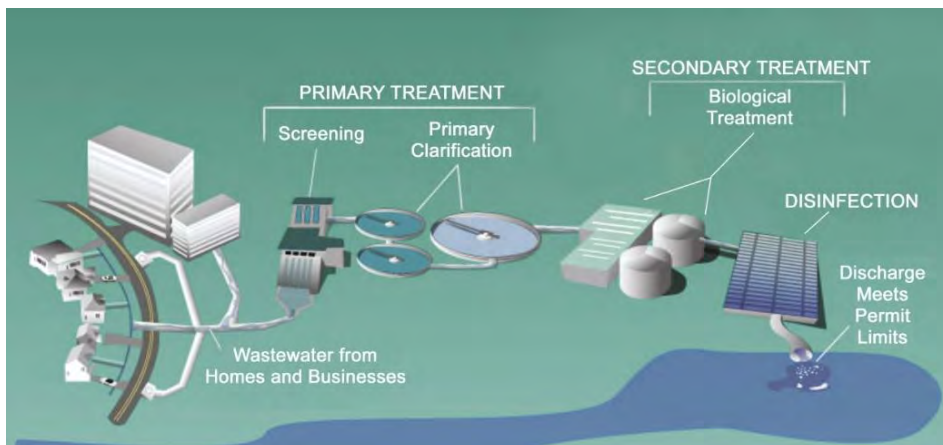 PRIMARY TREATMENT
Screening
Primary
Clarification
SECONDARY TREATMENT
Biological
Treatment
DISINFECTION
Discharge
Meets
Permit
Limits
Wastewater from
Homes and Businesses